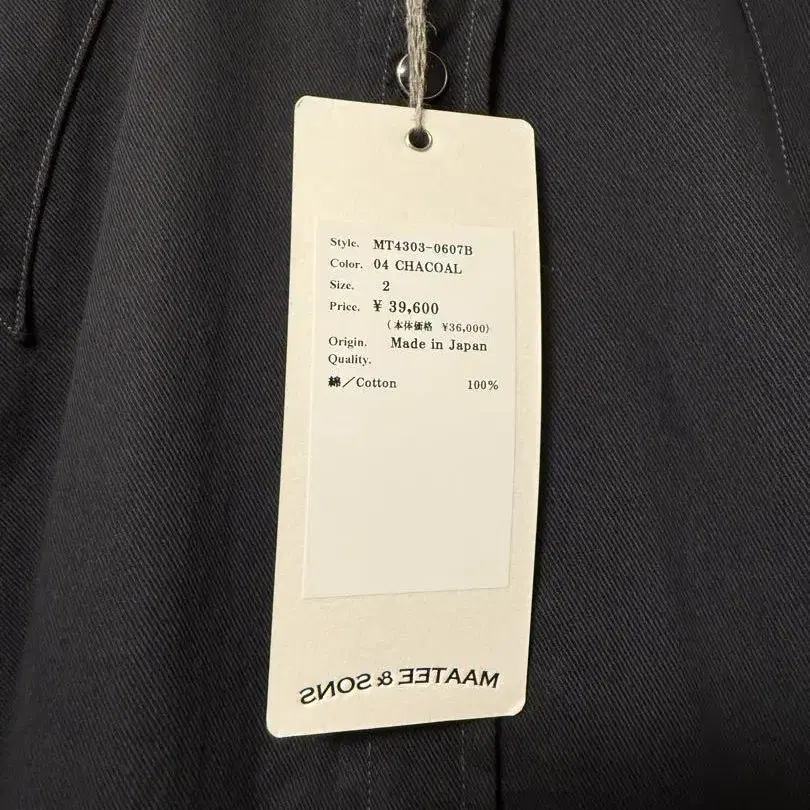 Style. MT4303-0607B
Color. 04 CHACOAL
Size. 2
Price. ¥ 39,600
(本体価格 ¥36,000)
Origin. Made in Japan
Quality.
綿/Cotton 100%
MAATEE & SONS